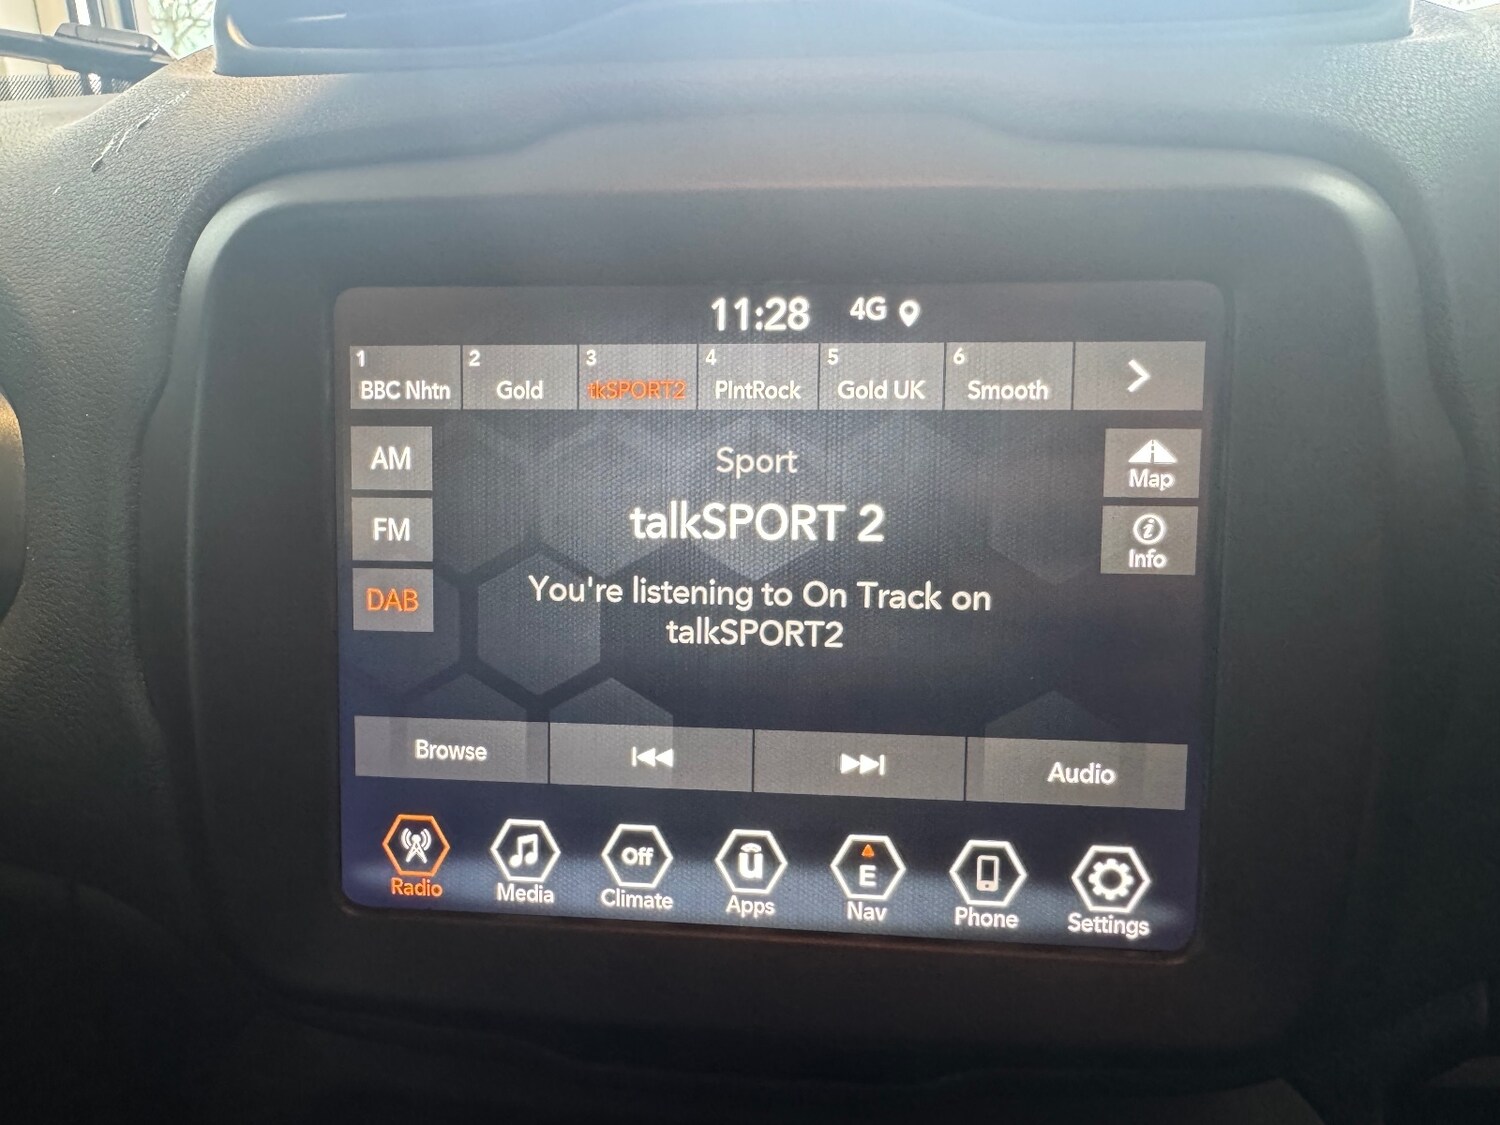 11:28 4G
1 2 3 4 5 6
BBC Nhtn Gold tkSPORT2 PlntRock Gold UK Smooth
AM
FM
DAB
Sport
talkSPORT 2
You're listening to On Track on
talkSPORT2
Map
Info
Browse Audio
Off ū E
Radio Media Climate Apps Nav Phone Settings